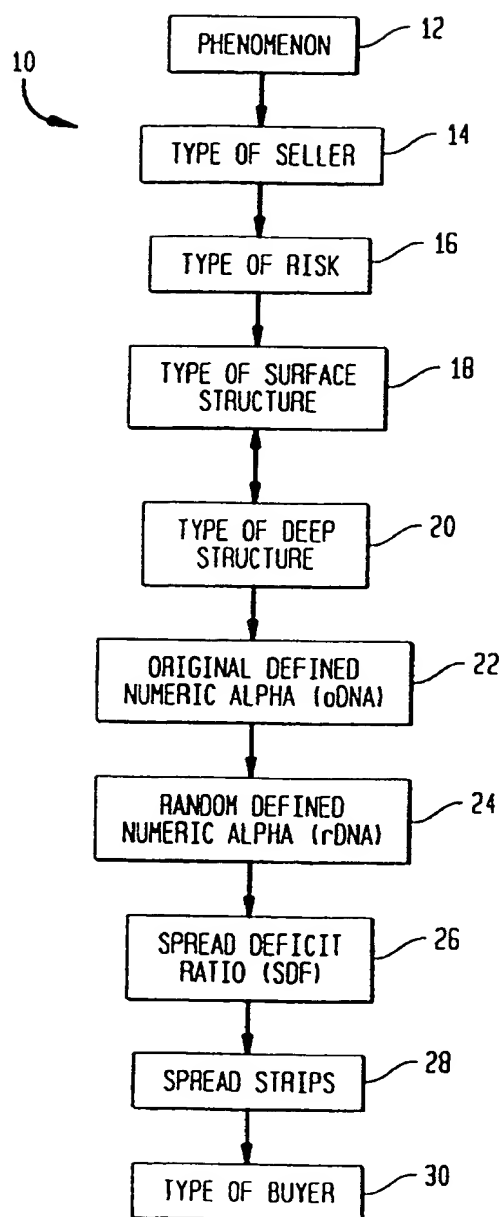 PHENOMENON
12
10
TYPE OF SELLER
14
TYPE OF RISK
16
TYPE OF SURFACE
STRUCTURE
18
TYPE OF DEEP
STRUCTURE
20
ORIGINAL DEFINED
NUMERIC ALPHA (oDNA)
22
RANDOM DEFINED
NUMERIC ALPHA (rDNA)
24
SPREAD DEFICIT
RATIO (SDF)
26
SPREAD STRIPS
28
TYPE OF BUYER
30